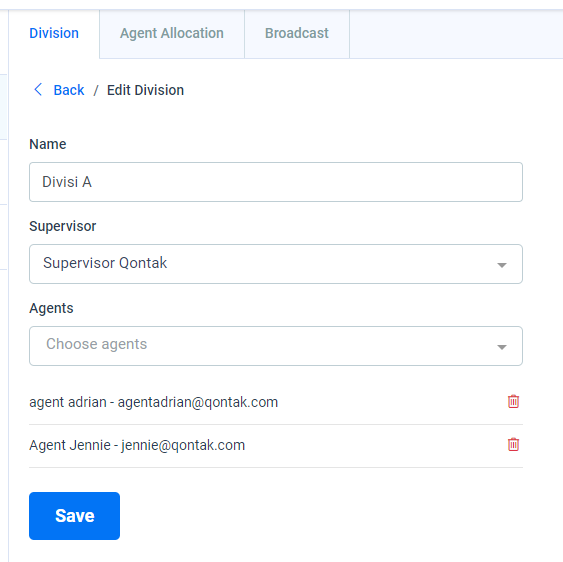 Division Agent Allocation Broadcast
Back / Edit Division
Name
Divisi A
Supervisor
Supervisor Qontak
Agents
Choose agents
agent adrian - agentadrian@qontak.com
Agent Jennie - jennie@qontak.com
Save